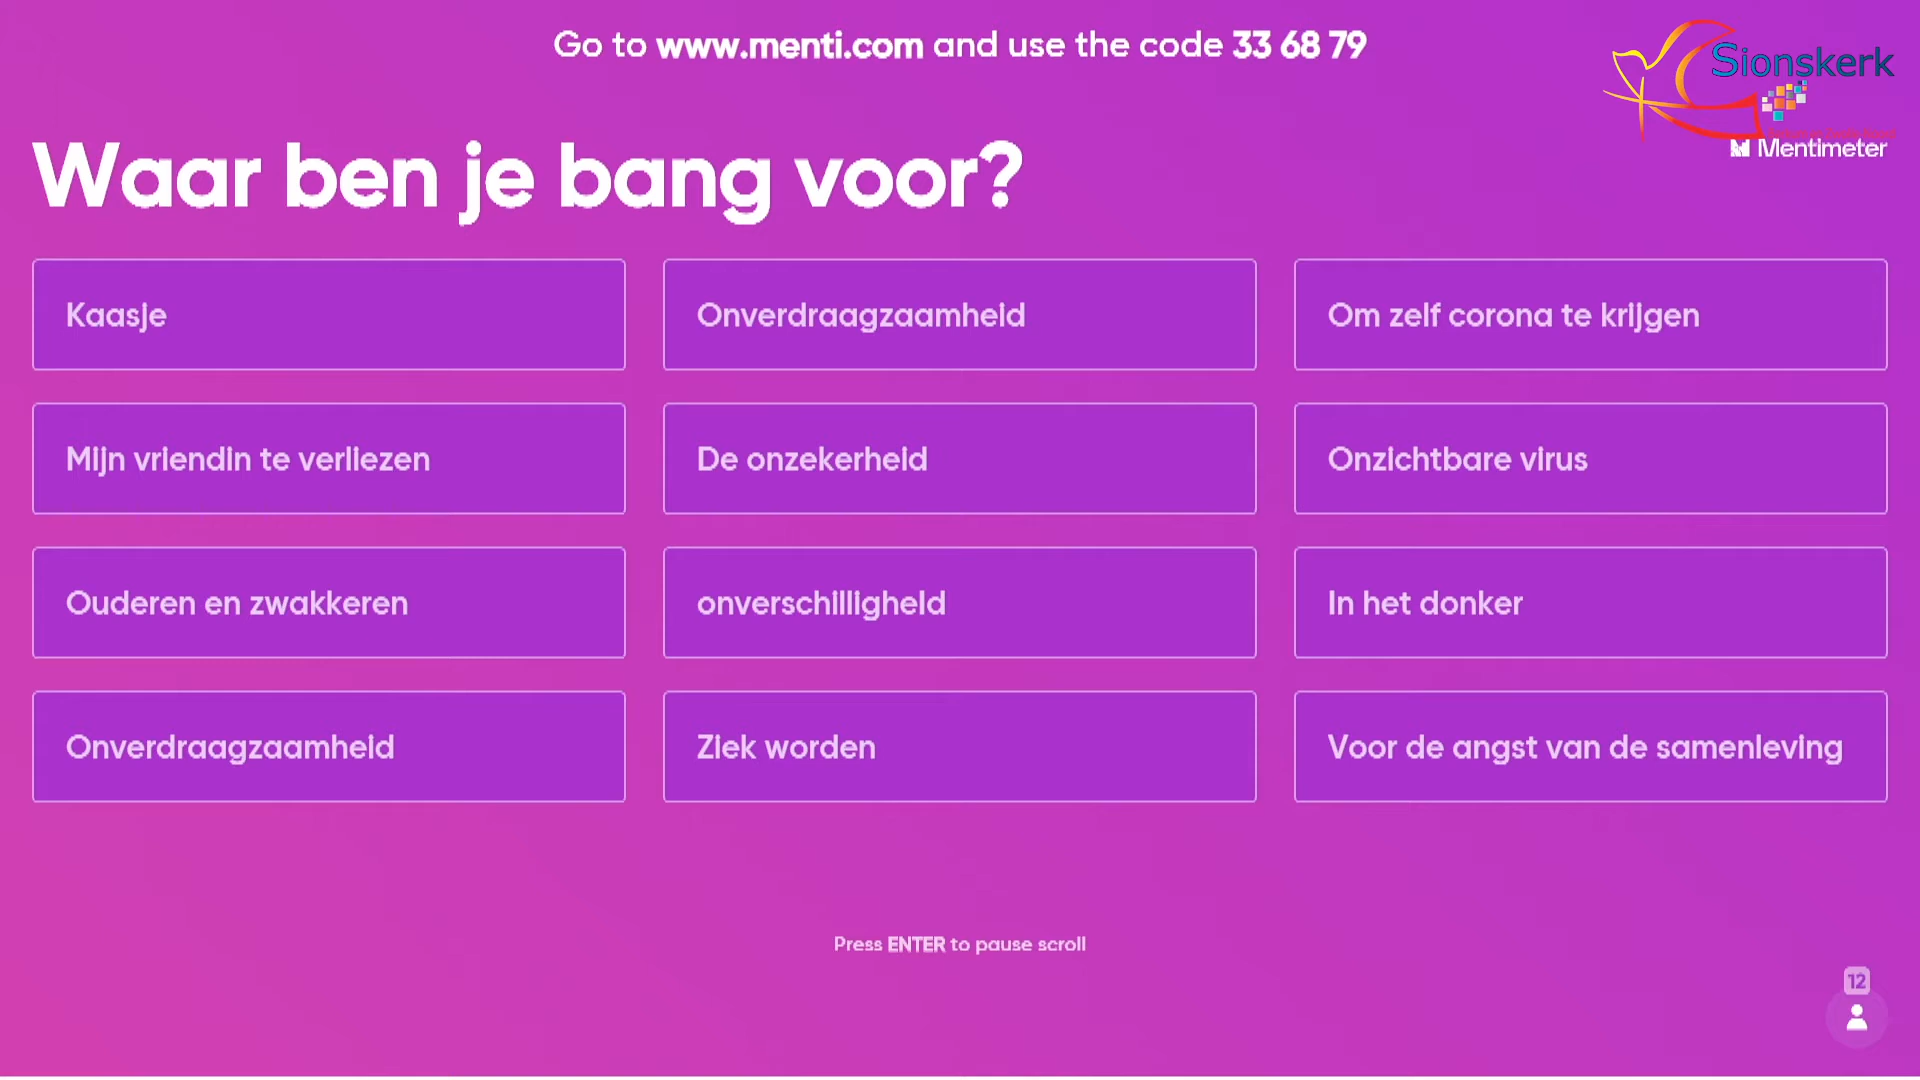 Go to www.menti.com and use the code 33 68 79
Sionskerk
Mentimeter
Waar ben je bang voor?
Kaasje
Onverdraagzaamheid
Om zelf corona te krijgen
Mijn vriendin te verliezen
De onzekerheid
Onzichtbare virus
Ouderen en zwakkeren
onverschilligheid
In het donker
Onverdraagzaamheid
Ziek worden
Voor de angst van de samenleving
Press ENTER to pause scroll
12